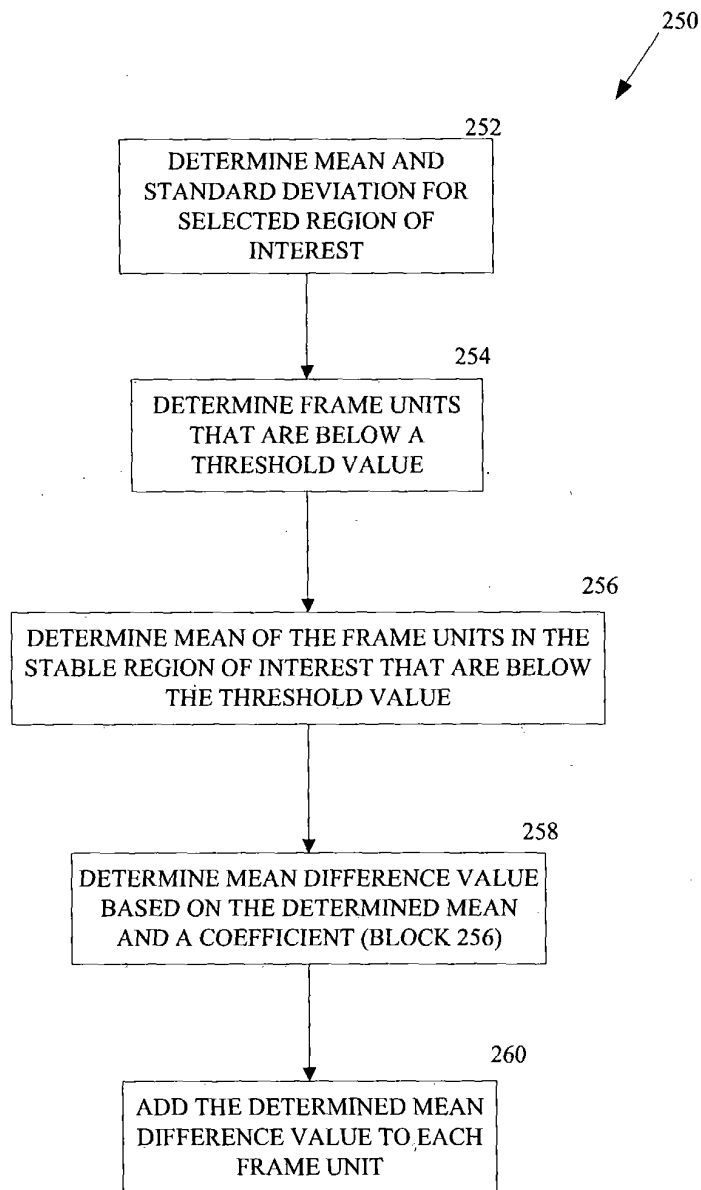 250
252
DETERMINE MEAN AND
STANDARD DEVIATION FOR
SELECTED REGION OF
INTEREST
254
DETERMINE FRAME UNITS
THAT ARE BELOW A
THRESHOLD VALUE
256
DETERMINE MEAN OF THE FRAME UNITS IN THE
STABLE REGION OF INTEREST THAT ARE BELOW
THE THRESHOLD VALUE
258
DETERMINE MEAN DIFFERENCE VALUE
BASED ON THE DETERMINED MEAN
AND A COEFFICIENT (BLOCK 256)
260
ADD THE DETERMINED MEAN
DIFFERENCE VALUE TO EACH
FRAME UNIT